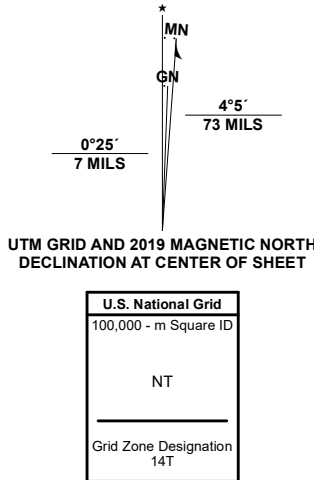 ★
MN
GN
4°5´
73 MILS
0°25´
7 MILS
UTM GRID AND 2019 MAGNETIC NORTH
DECLINATION AT CENTER OF SHEET
U.S. National Grid
100,000 - m Square ID
NT
Grid Zone Designation
14T